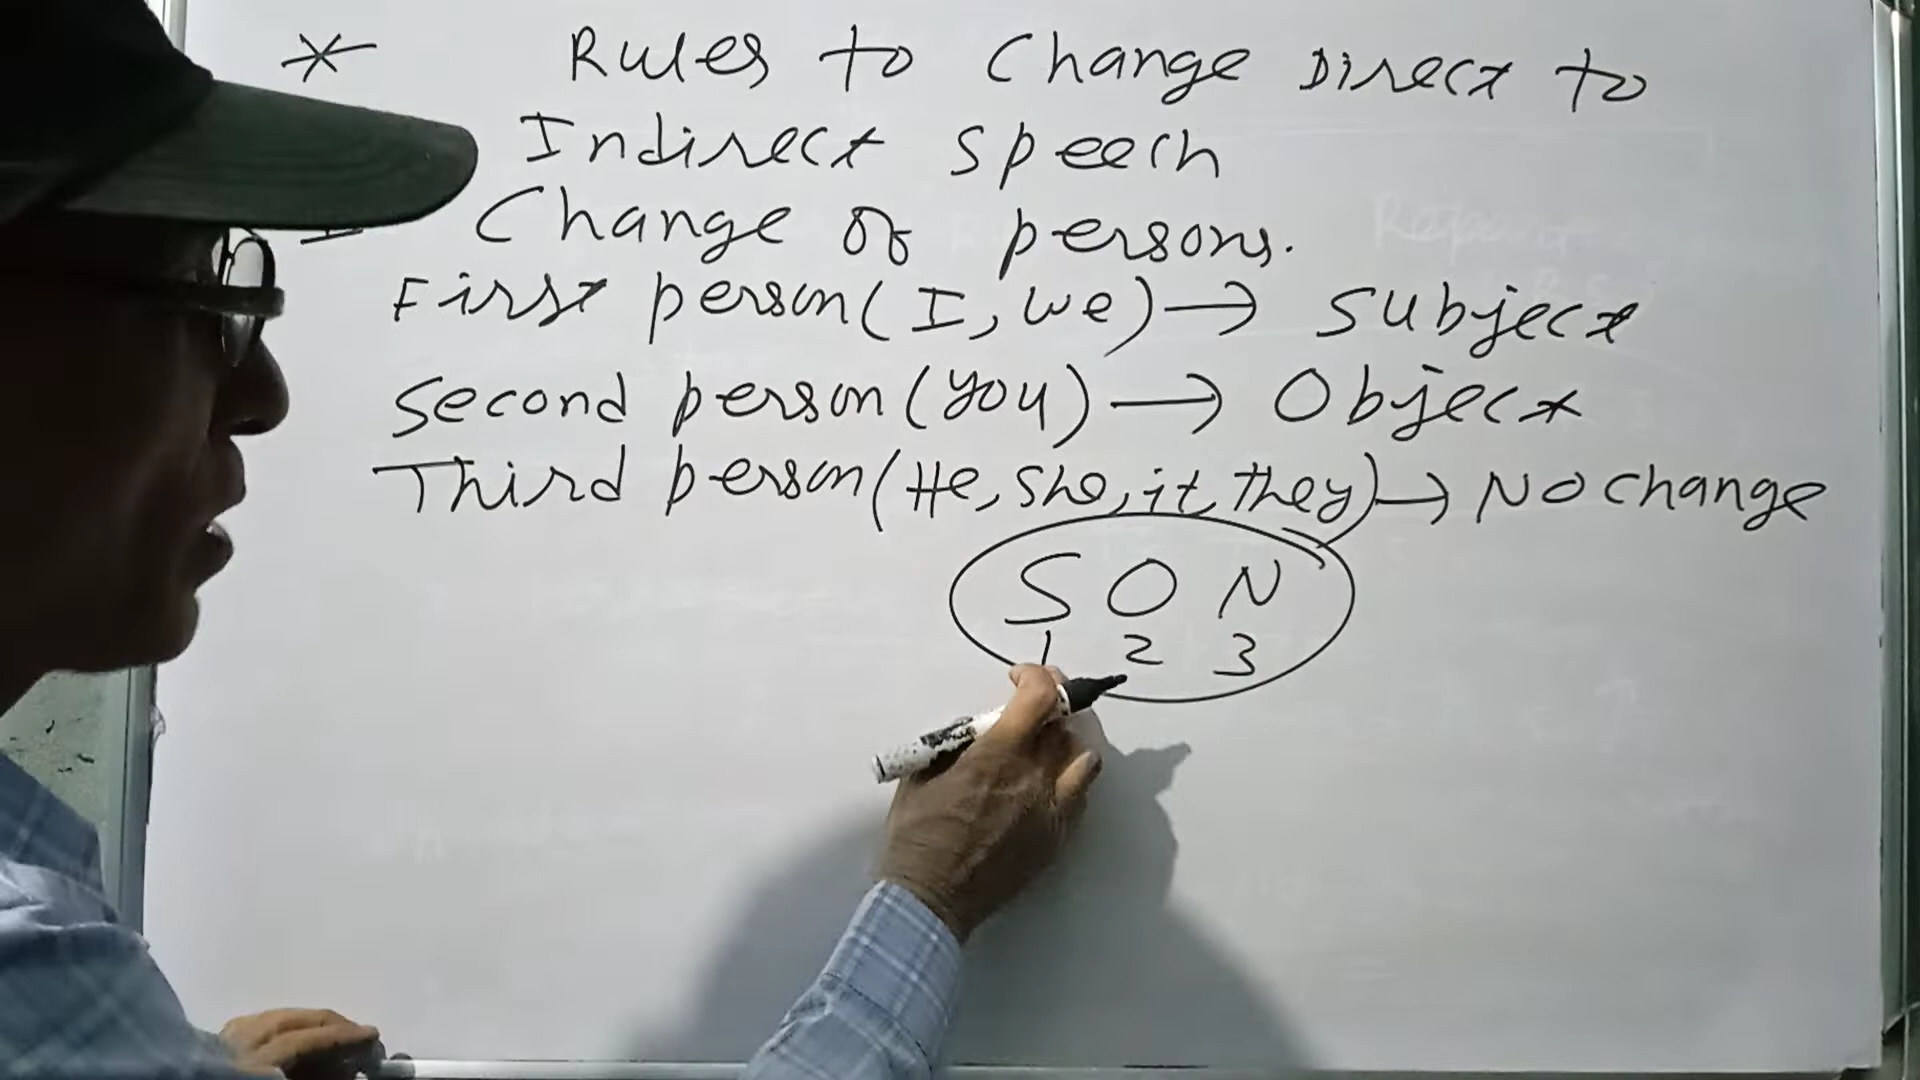 * Rules to Change Direct to
Indirect speech
Change of persons.
First person (I, we) → subject
Second person (you) → Object
Third person (He, she, it, they) → No change
S O N
1 2 3